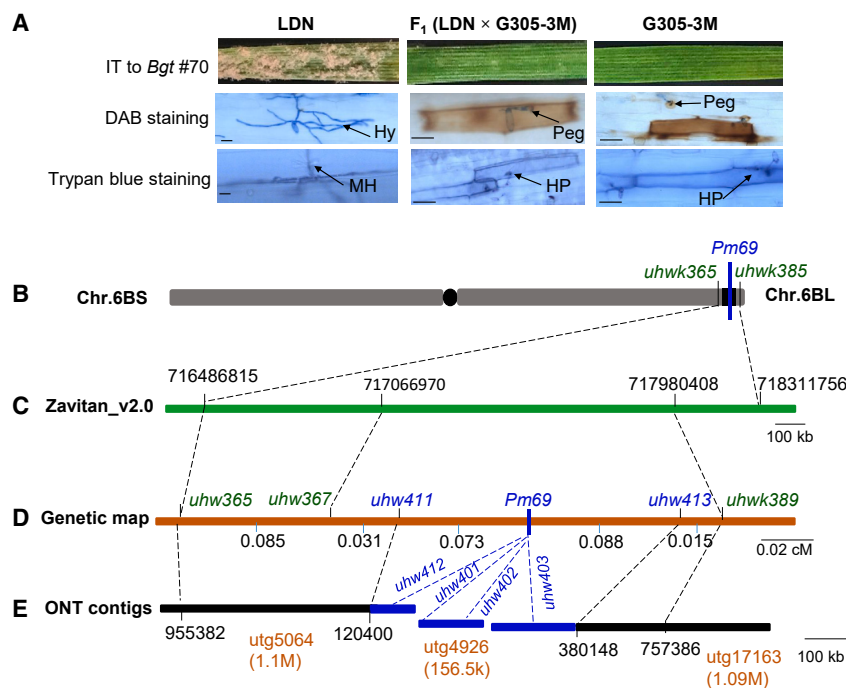 A
LDN
F1 (LDN × G305-3M)
G305-3M
IT to Bgt #70
DAB staining
Hy
Peg
Peg
Trypan blue staining
MH
HP
HP
B
Chr.6BS
uhwk365
Pm69
uhwk385
Chr.6BL
C
Zavitan_v2.0
716486815
717066970
717980408
718311756
100 kb
D
Genetic map
uhw365
uhw367
uhw411
Pm69
uhw413
uhwk389
0.085
0.031
0.073
0.088
0.015
0.02 cM
E
ONT contigs
uhw412
uhw401
uhw402
uhw403
955382
utg5064
(1.1M)
120400
utg4926
(156.5k)
380148
757386
utg17163
(1.09M)
100 kb